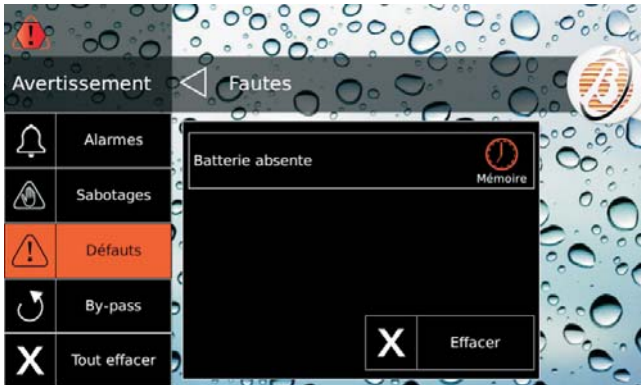 Avertissement
Fautes
Alarmes
Sabotages
Défauts
By-pass
Tout effacer
Batterie absente
Mémoire
X Effacer